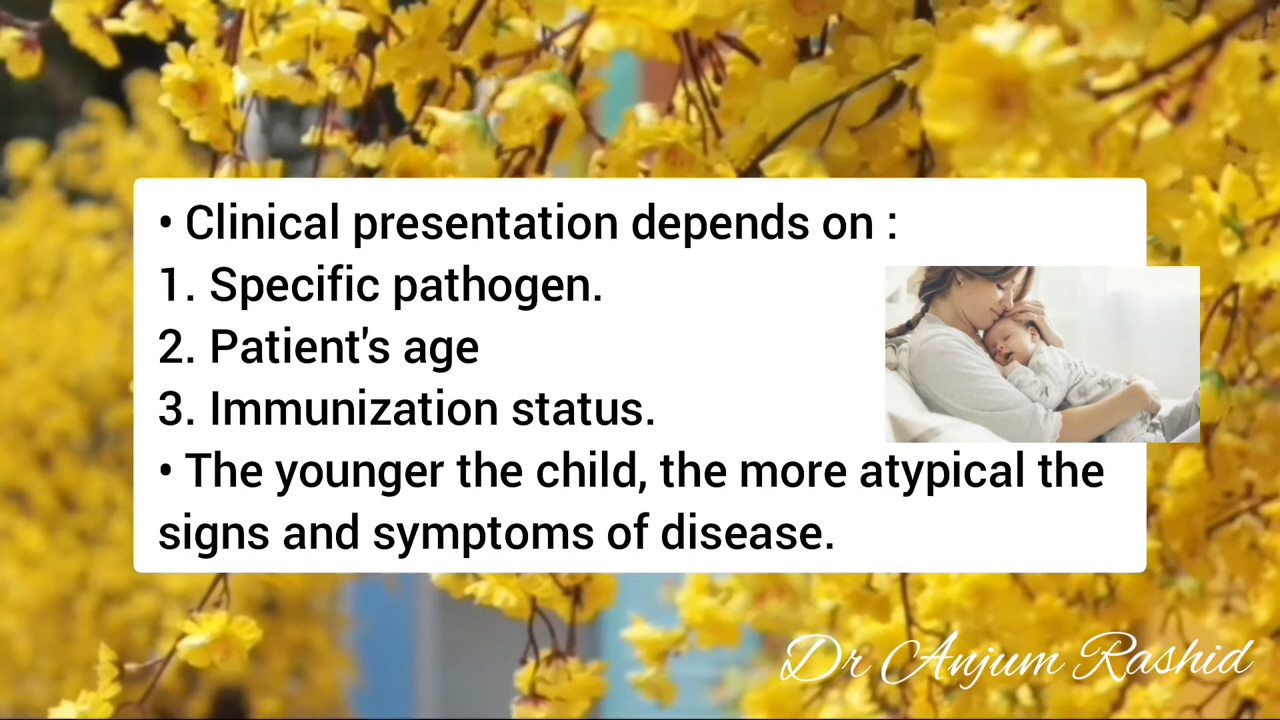 • Clinical presentation depends on :
1. Specific pathogen.
2. Patient's age
3. Immunization status.
• The younger the child, the more atypical the
signs and symptoms of disease.
Dr Anjum Rashid